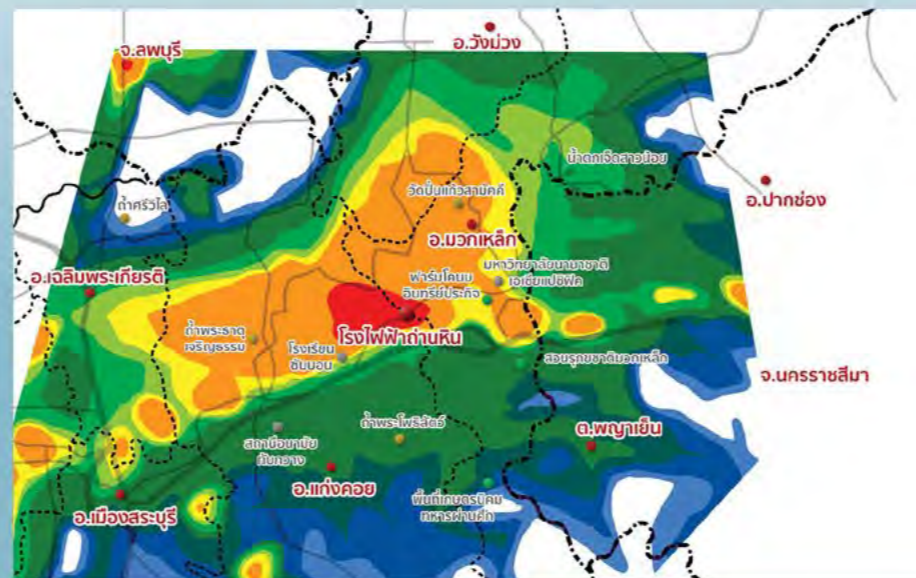 อ.วังม่วง
จ.ลพบุรี
น้ำตกเจ็ดสาวน้อย
อ.ปากช่อง
วัดปิ่นแก้วสามัคคี
ถ้ำศรีวิไล
อ.มวกเหล็ก
มหาวิทยาลัยนานาชาติ
เอเชียแปซิฟิค
ฟาร์มโคนม
อินทรีย์ประกิจ
อ.เฉลิมพระเกียรติ
โรงไฟฟ้าถ่านหิน
ถ้ำพระธาตุ
เจริญธรรม
โรงเรียน
ซับบอน
สวนรุกขชาติมวกเหล็ก
จ.นครราชสีมา
ถ้ำพระโพธิสัตว์
ต.พญาเย็น
สถานีอนามัย
ทับกวาง
อ.แก่งคอย
อ.เมืองสระบุรี
พื้นที่เกษตรนิคม
ทหารผ่านศึก